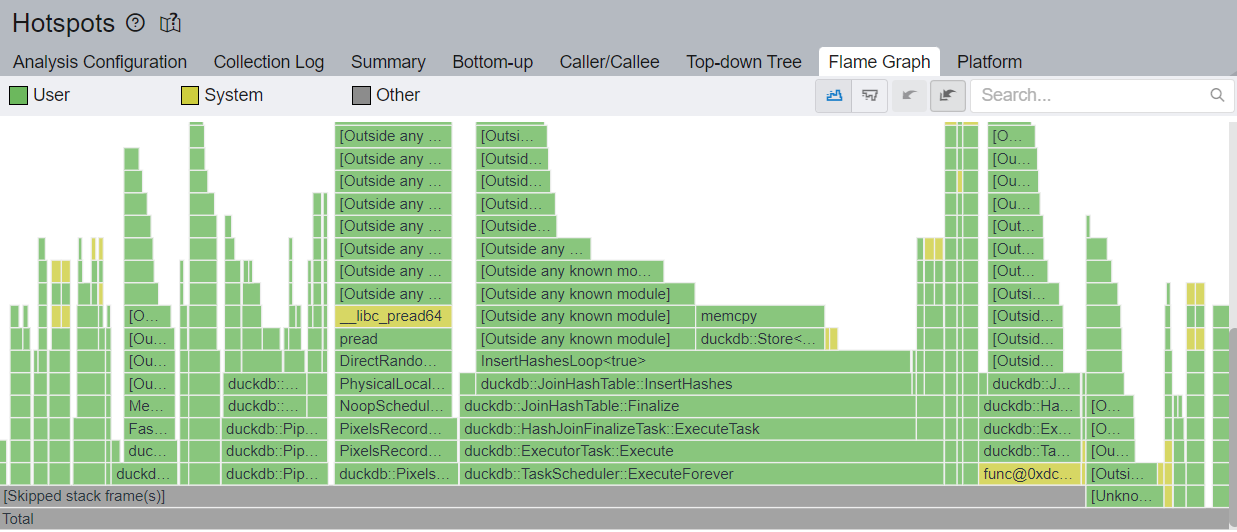 Hotspots
Analysis Configuration Collection Log Summary Bottom-up Caller/Callee Top-down Tree Flame Graph Platform
User System Other Search...
[Outside any ... [Outsi... [O...
[Outside any ... [Outsid... [Ou...
[Outside any ... [Outsid... [Ou...
[Outside any ... [Outsid... [Ou...
[Outside any ... [Outside... [Out...
[Outside any ... [Outside any ... [Out...
[Outside any ... [Outside any known mo... [Out...
[Outside any ... [Outside any known module] [Outsi...
[O... __libc_pread64 [Outside any known module] memcpy [Outsid...
[Ou... pread [Outside any known module] duckdb::Store<... [Outsid...
[Ou... DirectRando... InsertHashesLoop<true> [Outsid...
[Ou... duckdb::... PhysicalLocal... duckdb::JoinHashTable::InsertHashes duckdb::J...
Me... duckdb::... NoopSchedul... duckdb::JoinHashTable::Finalize duckdb::Ha... [O...
Fas... duckdb::Pip... PixelsRecord... duckdb::HashJoinFinalizeTask::ExecuteTask duckdb::Ex... [O...
duc... duckdb::Pip... PixelsRecord... duckdb::ExecutorTask::Execute duckdb::Ta... [Ou...
duckd... duckdb::Pip... duckdb::Pixels... duckdb::TaskScheduler::ExecuteForever func@0xdc... [Outsi...
[Skipped stack frame(s)] [Unkno...
Total